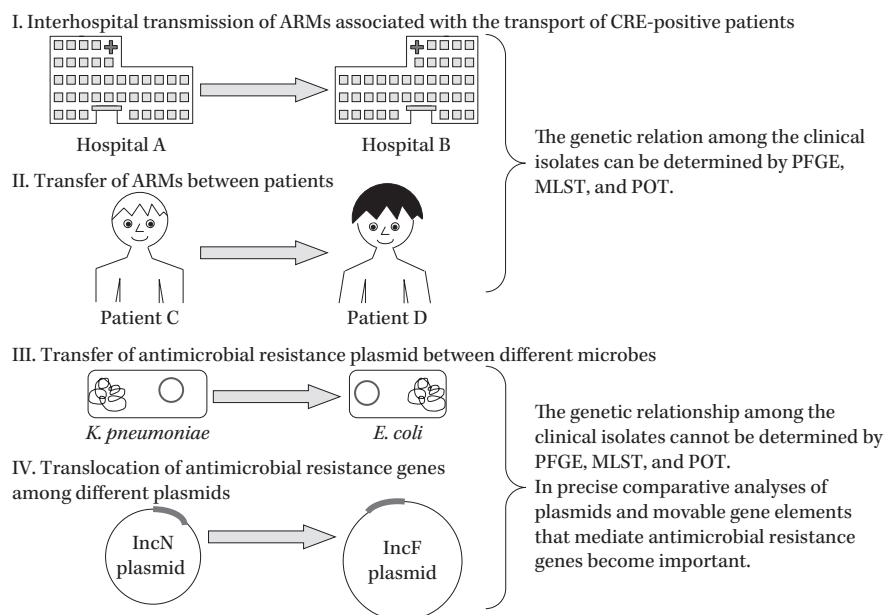 I. Interhospital transmission of ARMs associated with the transport of CRE-positive patients
Hospital A
Hospital B
The genetic relation among the clinical
isolates can be determined by PFGE,
MLST, and POT.
II. Transfer of ARMs between patients
Patient C
Patient D
III. Transfer of antimicrobial resistance plasmid between different microbes
K. pneumoniae
E. coli
IV. Translocation of antimicrobial resistance genes
among different plasmids
IncN
plasmid
IncF
plasmid
The genetic relationship among the
clinical isolates cannot be determined by
PFGE, MLST, and POT.
In precise comparative analyses of
plasmids and movable gene elements
that mediate antimicrobial resistance
genes become important.